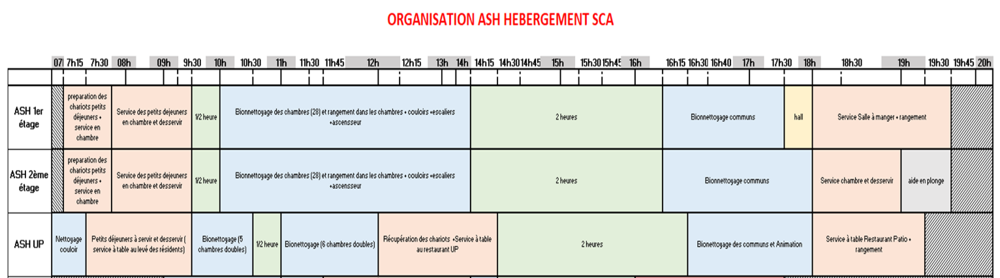 ORGANISATION ASH HEBERGEMENT SCA
07 7h15 7h30 08h 09h 9h30 10h 10h30 11h 11h30 11h45 12h 12h15 13h 14h 14h15 14h30 14h45 15h 15h30 15h45 16h 16h15 16h30 16h40 17h 17h30 18h 18h30 19h 19h30 19h45 20h
ASH 1er
étage
preparation des
chariots petits
déjeuners +
service en
chambre
Service des petits dejeuners
en chambre et desservir
1/2 heure
Bionnettoyage des chambres (28) et rangement dans les chambres + couloirs +escaliers
+ascensseur
2 heures
Bionnettoyage communs
hall
Service Salle à manger + rangement
ASH 2ème
étage
preparation des
chariots petits
déjeuners +
service en
chambre
Service des petits dejeuners
en chambre et desservir
1/2 heure
Bionnettoyage des chambres (28) et rangement dans les chambres + couloirs +escaliers
+ascensseur
2 heures
Bionnettoyage communs
Service chambre et desservir
aide en plonge
ASH UP
Nettoyage
couloir
Petits déjeuners à servir et desservir (
service à table au levé des résidents)
Bionettoyage (5
chambres doubles)
1/2 heure
Bionettoyage (6 chambres doubles)
Récupération des chariots +Service à table
au restaurant UP
2 heures
Bionettoyage des communs et Animation
Service à table Restaurant Patio +
rangement